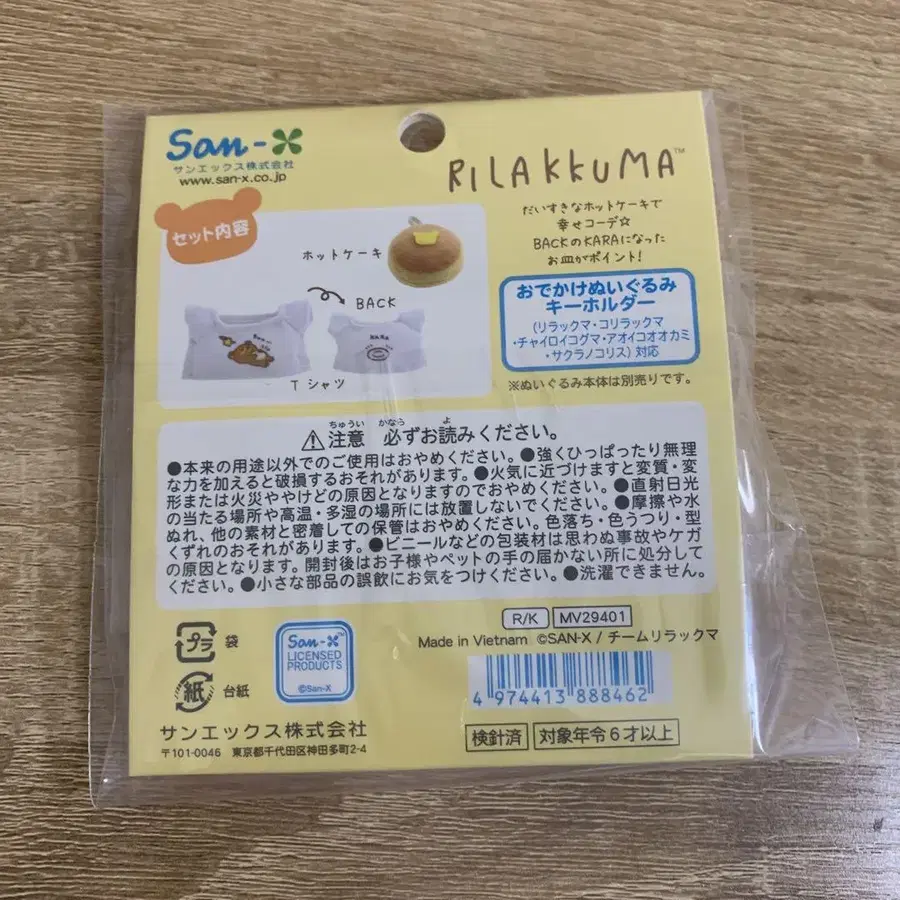 San-X
サンエックス株式会社
www.san-x.co.jp
RILAKKUMA™
セット内容
ホットケーキ
BACK
Tシャツ
だいすきなホットケーキで
幸せコーデ☆
BACKのKARAになった
お皿がポイント!
おでかけぬいぐるみ
キーホルダー
(リラックマ・コリラックマ
・チャイロイコグマ・アオイコオオカミ
・サクラノコリス)対応
※ぬいぐるみ本体は別売りです。
ちゅうい かなら よ
⚠注意 必ずお読みください。
●本来の用途以外でのご使用はおやめください。●強くひっぱったり無理
な力を加えると破損するおそれがあります。●火気に近づけますと変質・変
形または火災ややけどの原因となりますのでおやめください。●直射日光
の当たる場所や高温・多湿の場所には放置しないでください。●摩擦や水
ぬれ、他の素材と密着しての保管はおやめください。色落ち・色うつり・型
くずれのおそれがあります。●ビニールなどの包装材は思わぬ事故やケガ
の原因となります。開封後はお子様やペットの手の届かない所に処分して
ください。●小さな部品の誤飲にお気をつけください。●洗濯できません。
R/K MV29401
Made in Vietnam ©SAN-X / チームリラックマ
プラ 袋
紙 台紙
San-X™
LICENSED
PRODUCTS
©San-X
4 974413 888462
サンエックス株式会社
〒101-0046 東京都千代田区神田多町2-4
検針済 対象年令6才以上